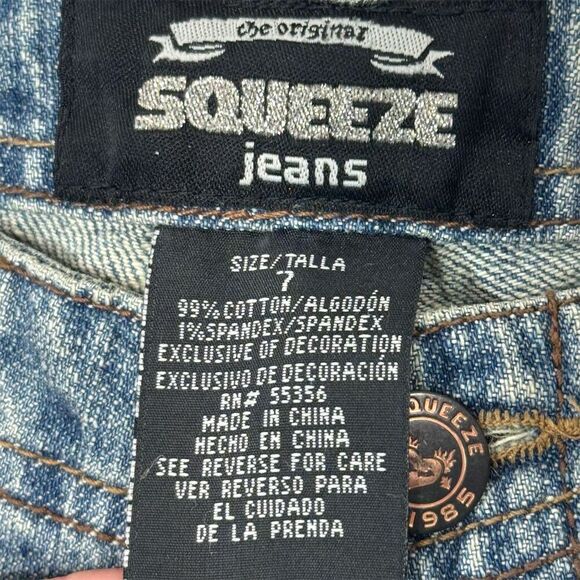 the original
SQUEEZE
jeans
SIZE/TALLA
7
99% COTTON/ALGODÓN
1% SPANDEX/SPANDEX
EXCLUSIVE OF DECORATION
EXCLUSIVO DE DECORACIÓN
RN# 55356
MADE IN CHINA
HECHO EN CHINA
SEE REVERSE FOR CARE
VER REVERSO PARA
EL CUIDADO
DE LA PRENDA
SQUEEZE
1985